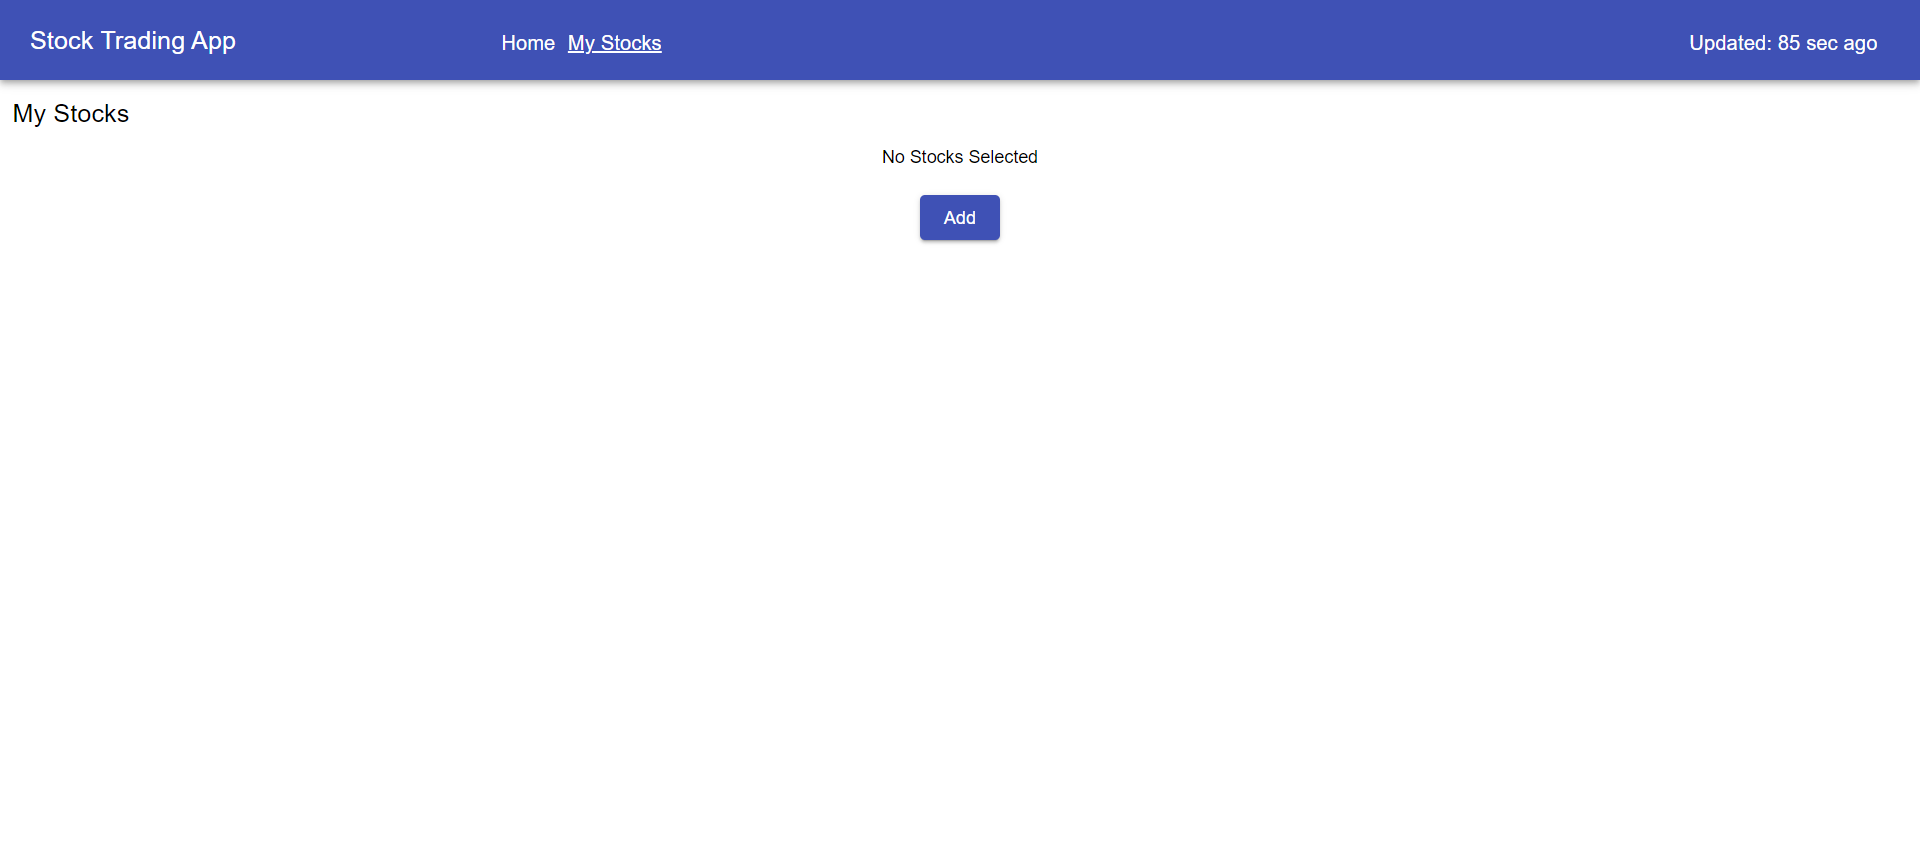 Stock Trading App
Home My Stocks
Updated: 85 sec ago
My Stocks
No Stocks Selected
Add